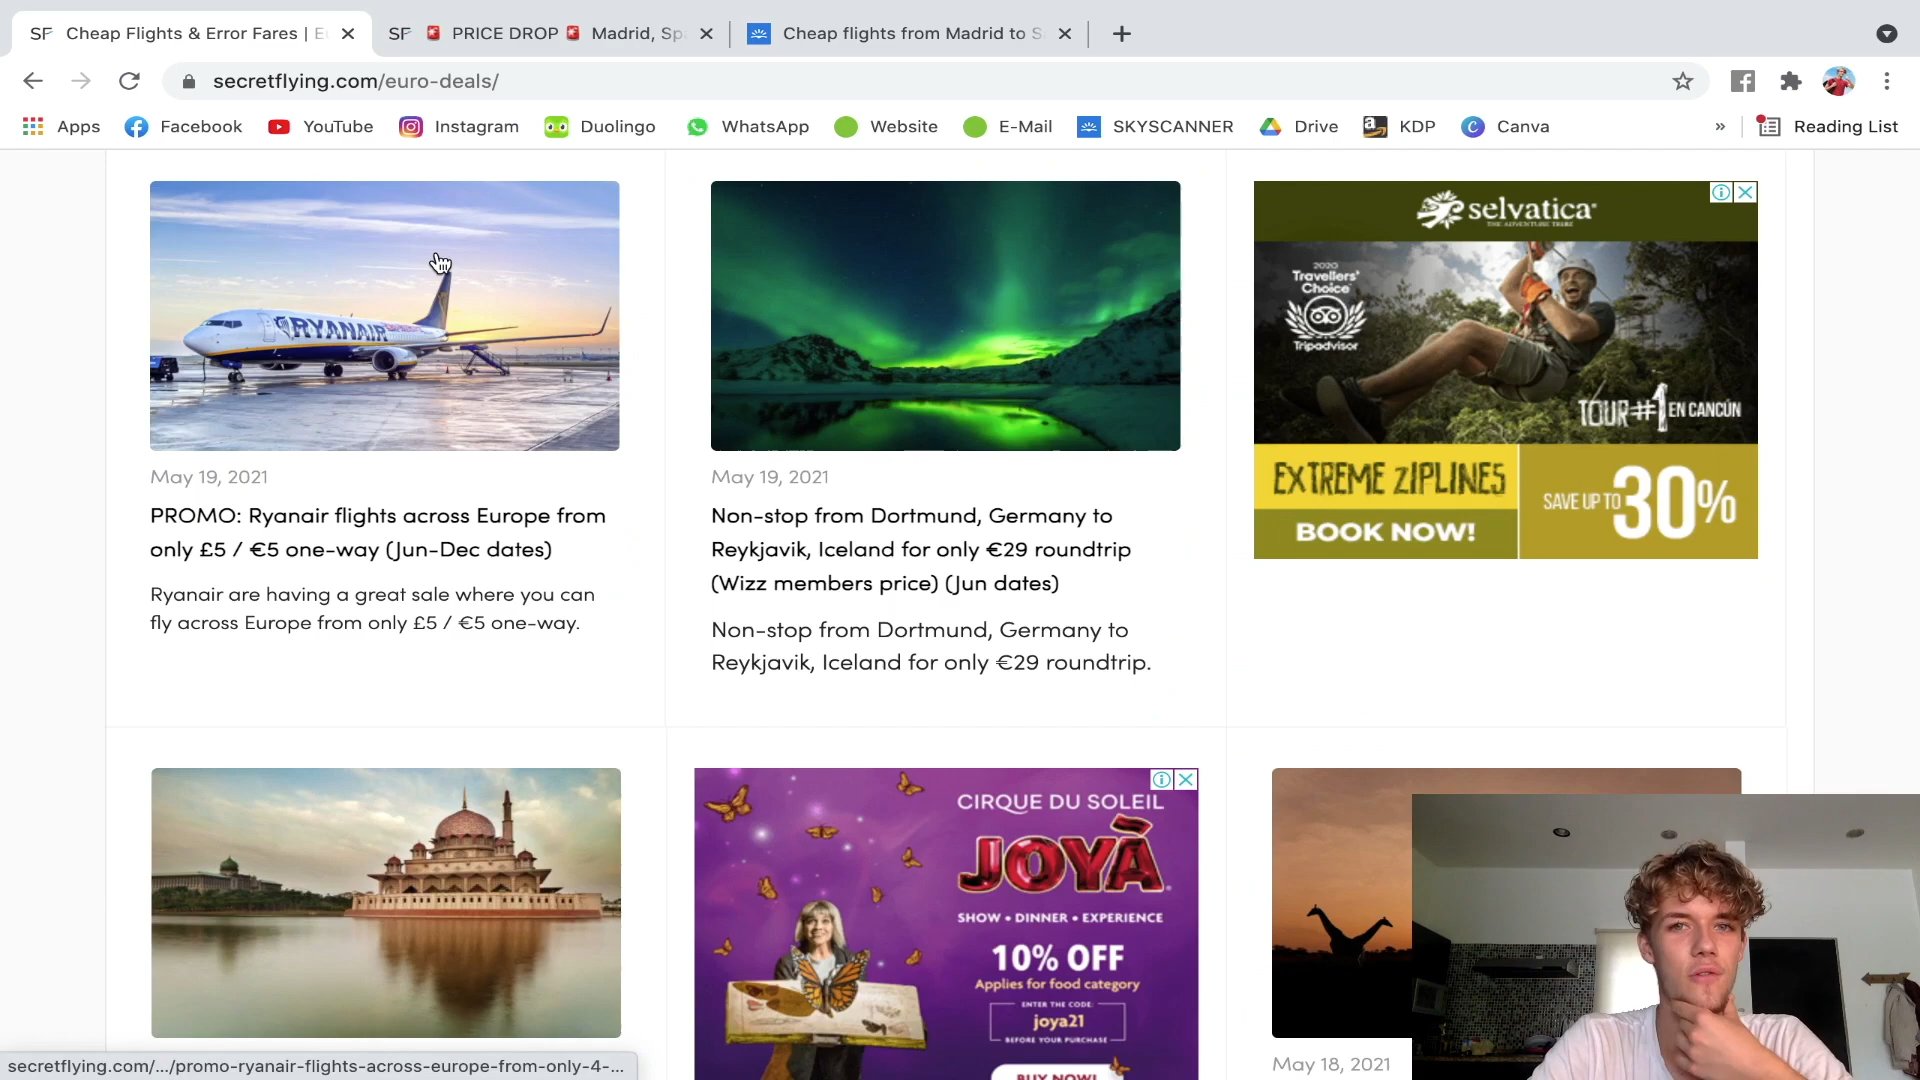 SF Cheap Flights & Error Fares | E
SF PRICE DROP Madrid, Sp
Cheap flights from Madrid to S
secretflying.com/euro-deals/
Apps Facebook YouTube Instagram Duolingo WhatsApp Website E-Mail SKYSCANNER Drive KDP Canva » Reading List
RYANAIR
selvatica
THE ADVENTURE TRIBE
2020
Travellers'
Choice
Tripadvisor
TOUR #1 EN CANCÚN
EXTREME ZIPLINES
BOOK NOW!
SAVE UP TO 30%
May 19, 2021
PROMO: Ryanair flights across Europe from
only £5 / €5 one-way (Jun-Dec dates)
Ryanair are having a great sale where you can
fly across Europe from only £5 / €5 one-way.
May 19, 2021
Non-stop from Dortmund, Germany to
Reykjavik, Iceland for only €29 roundtrip
(Wizz members price) (Jun dates)
Non-stop from Dortmund, Germany to
Reykjavik, Iceland for only €29 roundtrip.
CIRQUE DU SOLEIL
JOYÀ
SHOW • DINNER • EXPERIENCE
10% OFF
Applies for food category
ENTER THE CODE:
joya21
BEFORE YOUR PURCHASE
BUY NOW!
May 18, 2021
secretflying.com/.../promo-ryanair-flights-across-europe-from-only-4-...